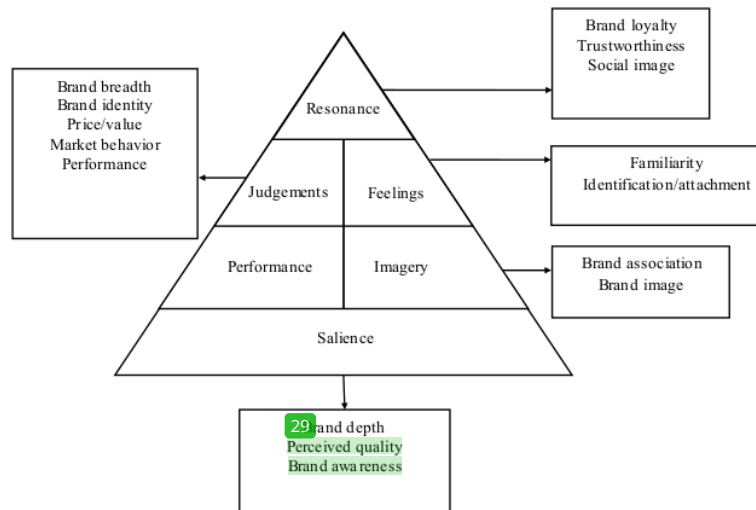 Brand loyalty
Trustworthiness
Social image
Brand breadth
Brand identity
Price/value
Market behavior
Performance
Resonance
Judgements
Feelings
Familiarity
Identification/attachment
Performance
Imagery
Brand association
Brand image
Salience
29
rand depth
Perceived quality
Brand awareness